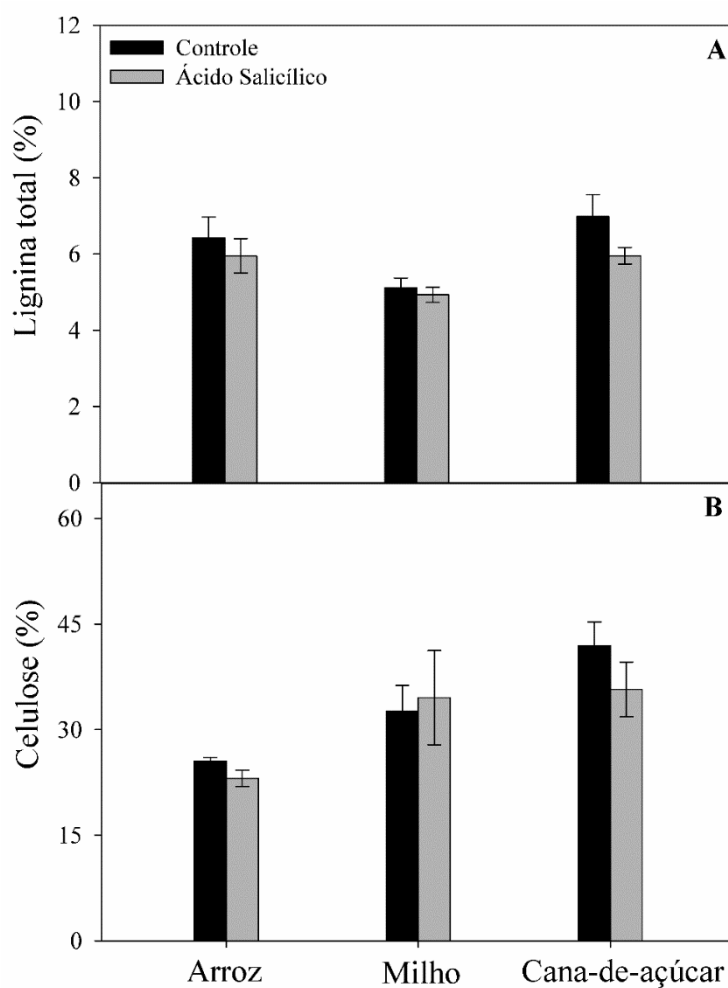 12
A
Controle
Ácido Salicílico
10
8
6
4
2
0
Lignina total (%)
B
60
45
30
15
0
Celulose (%)
Arroz
Milho
Cana-de-açúcar